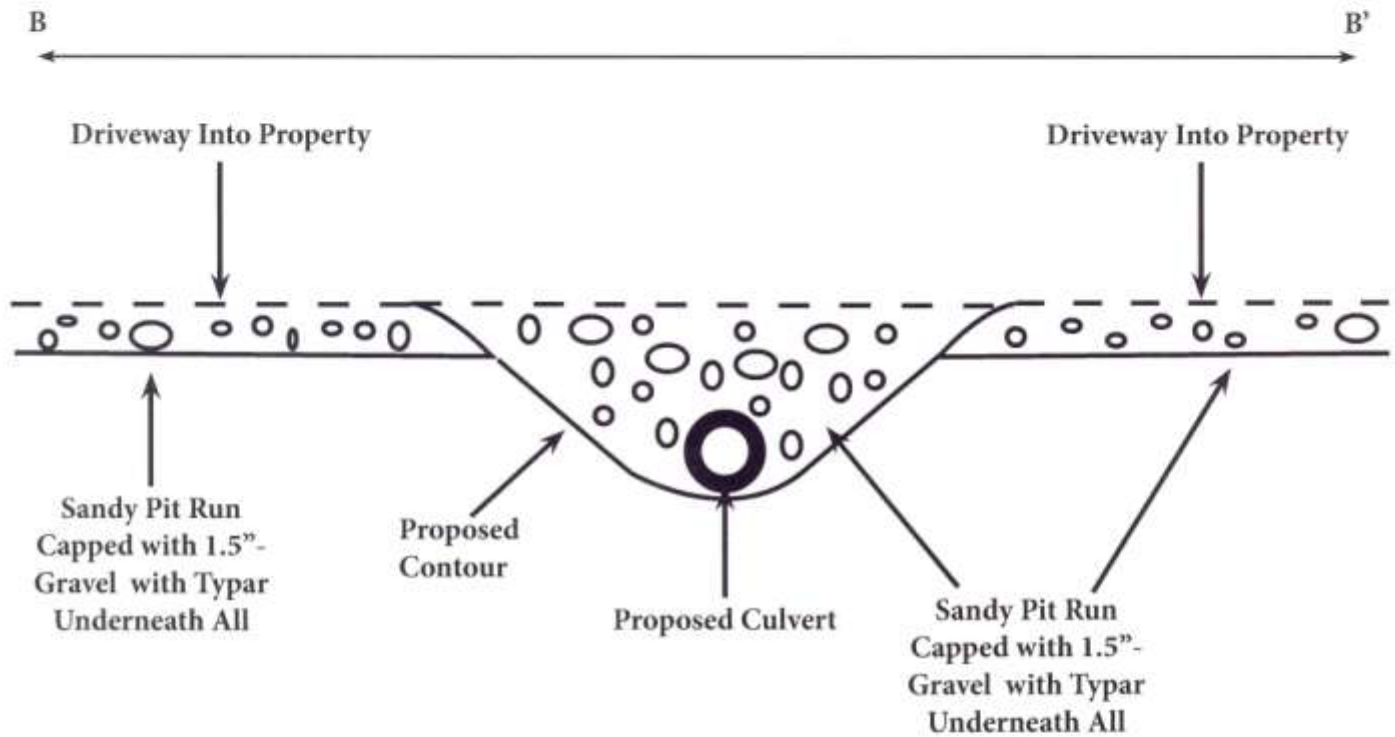 B
B’
Driveway Into Property
Driveway Into Property
Sandy Pit Run
Capped with 1.5”-
Gravel with Typar
Underneath All
Proposed
Contour
Proposed Culvert
Sandy Pit Run
Capped with 1.5”-
Gravel with Typar
Underneath All